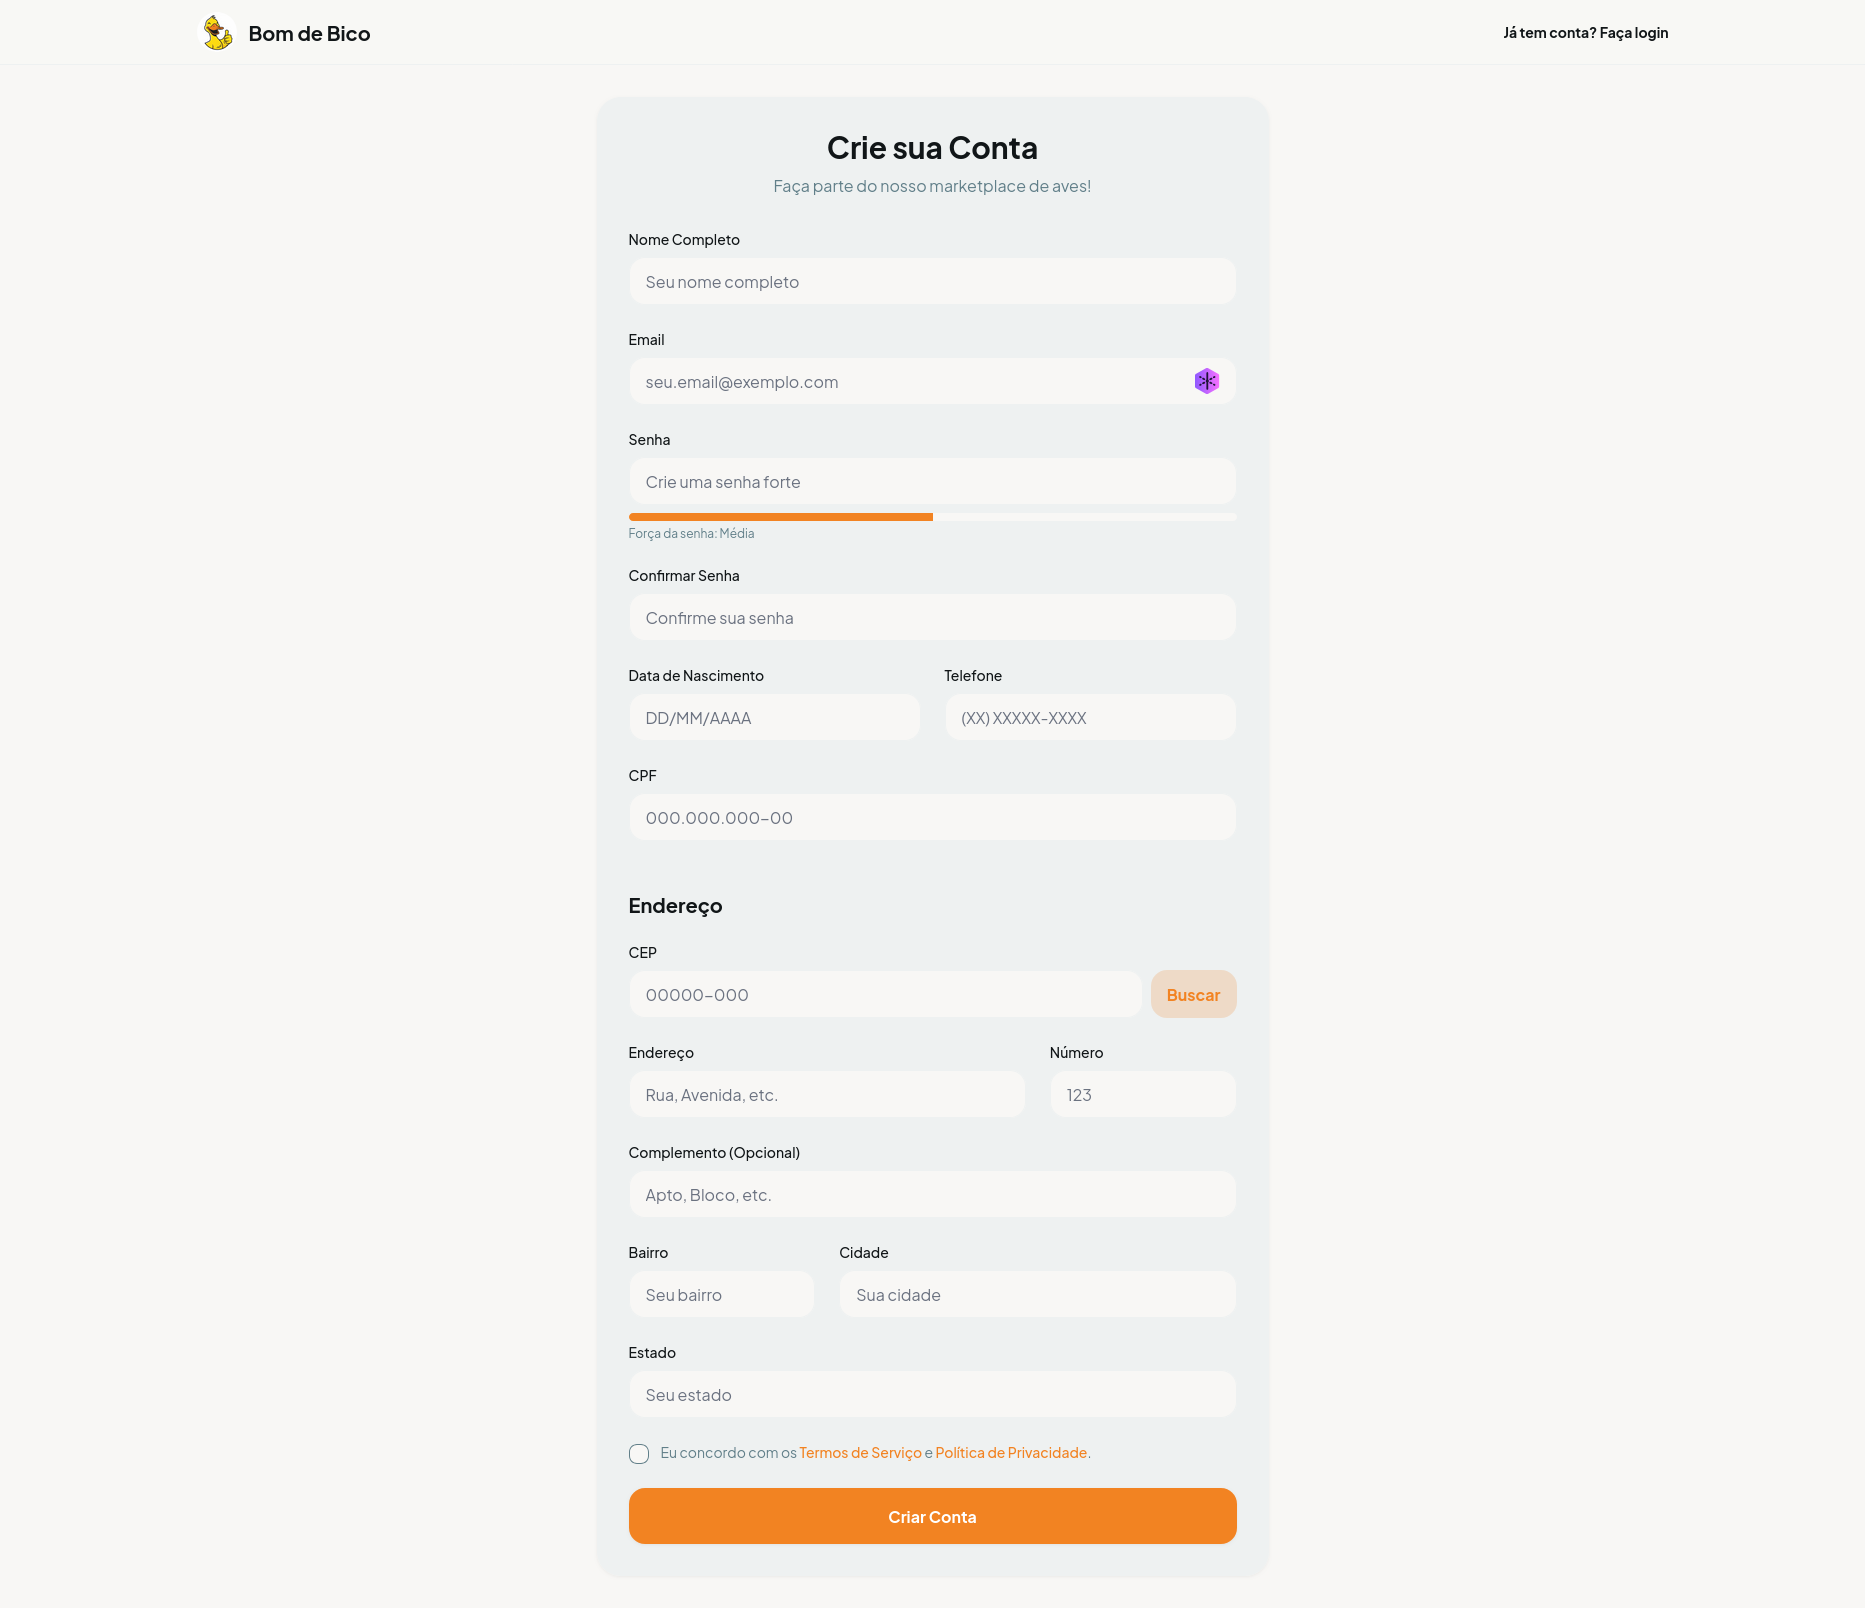 Bom de Bico
Já tem conta? Faça login
Crie sua Conta
Faça parte do nosso marketplace de aves!
Nome Completo
Seu nome completo
Email
seu.email@exemplo.com
Senha
Crie uma senha forte
Força da senha: Média
Confirmar Senha
Confirme sua senha
Data de Nascimento
DD/MM/AAAA
Telefone
(XX) XXXXX-XXXX
CPF
000.000.000-00
Endereço
CEP
00000-000
Buscar
Endereço
Rua, Avenida, etc.
Número
123
Complemento (Opcional)
Apto, Bloco, etc.
Bairro
Seu bairro
Cidade
Sua cidade
Estado
Seu estado
Eu concordo com os Termos de Serviço e Política de Privacidade.
Criar Conta